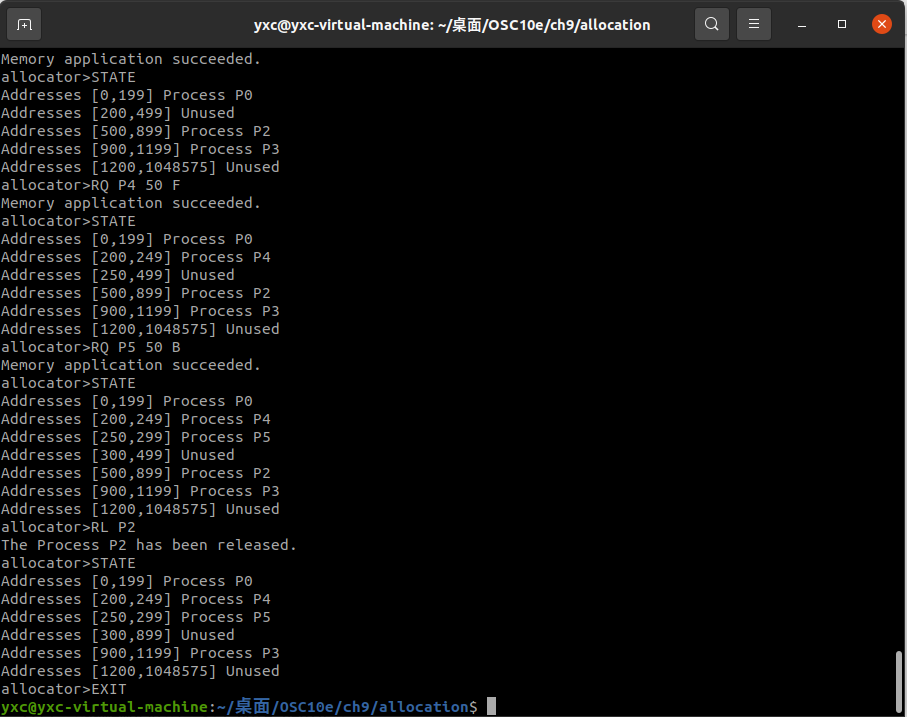 yxc@yxc-virtual-machine: ~/桌面/OSC10e/ch9/allocation
Memory application succeeded.
allocator>STATE
Addresses [0,199] Process P0
Addresses [200,499] Unused
Addresses [500,899] Process P2
Addresses [900,1199] Process P3
Addresses [1200,1048575] Unused
allocator>RQ P4 50 F
Memory application succeeded.
allocator>STATE
Addresses [0,199] Process P0
Addresses [200,249] Process P4
Addresses [250,499] Unused
Addresses [500,899] Process P2
Addresses [900,1199] Process P3
Addresses [1200,1048575] Unused
allocator>RQ P5 50 B
Memory application succeeded.
allocator>STATE
Addresses [0,199] Process P0
Addresses [200,249] Process P4
Addresses [250,299] Process P5
Addresses [300,499] Unused
Addresses [500,899] Process P2
Addresses [900,1199] Process P3
Addresses [1200,1048575] Unused
allocator>RL P2
The Process P2 has been released.
allocator>STATE
Addresses [0,199] Process P0
Addresses [200,249] Process P4
Addresses [250,299] Process P5
Addresses [300,899] Unused
Addresses [900,1199] Process P3
Addresses [1200,1048575] Unused
allocator>EXIT
yxc@yxc-virtual-machine:~/桌面/OSC10e/ch9/allocation$